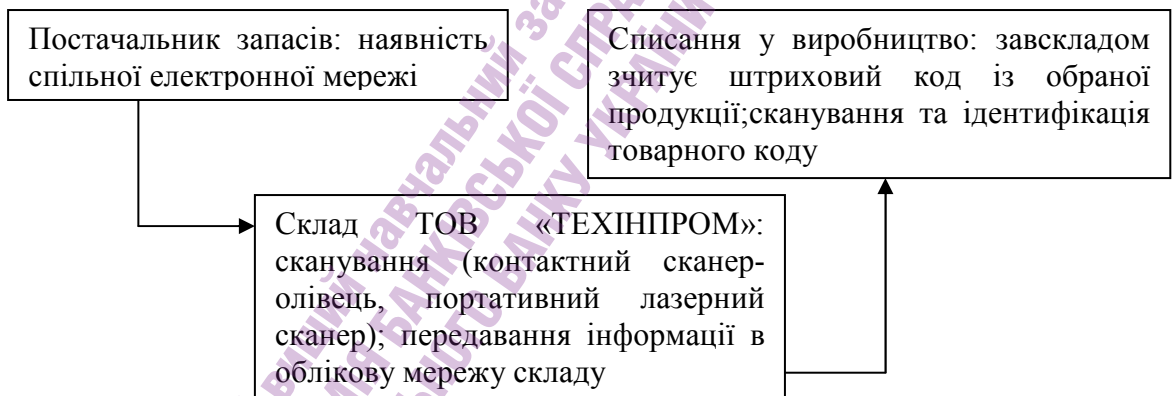 Постачальник запасів: наявність
спільної електронної мережі
Списання у виробництво: завскладом
зчитує штриховий код із обраної
продукції;сканування та ідентифікація
товарного коду
Склад ТОВ «ТЕХІНПРОМ»:
сканування (контактний сканер-
олівець, портативний лазерний
сканер); передавання інформації в
облікову мережу складу